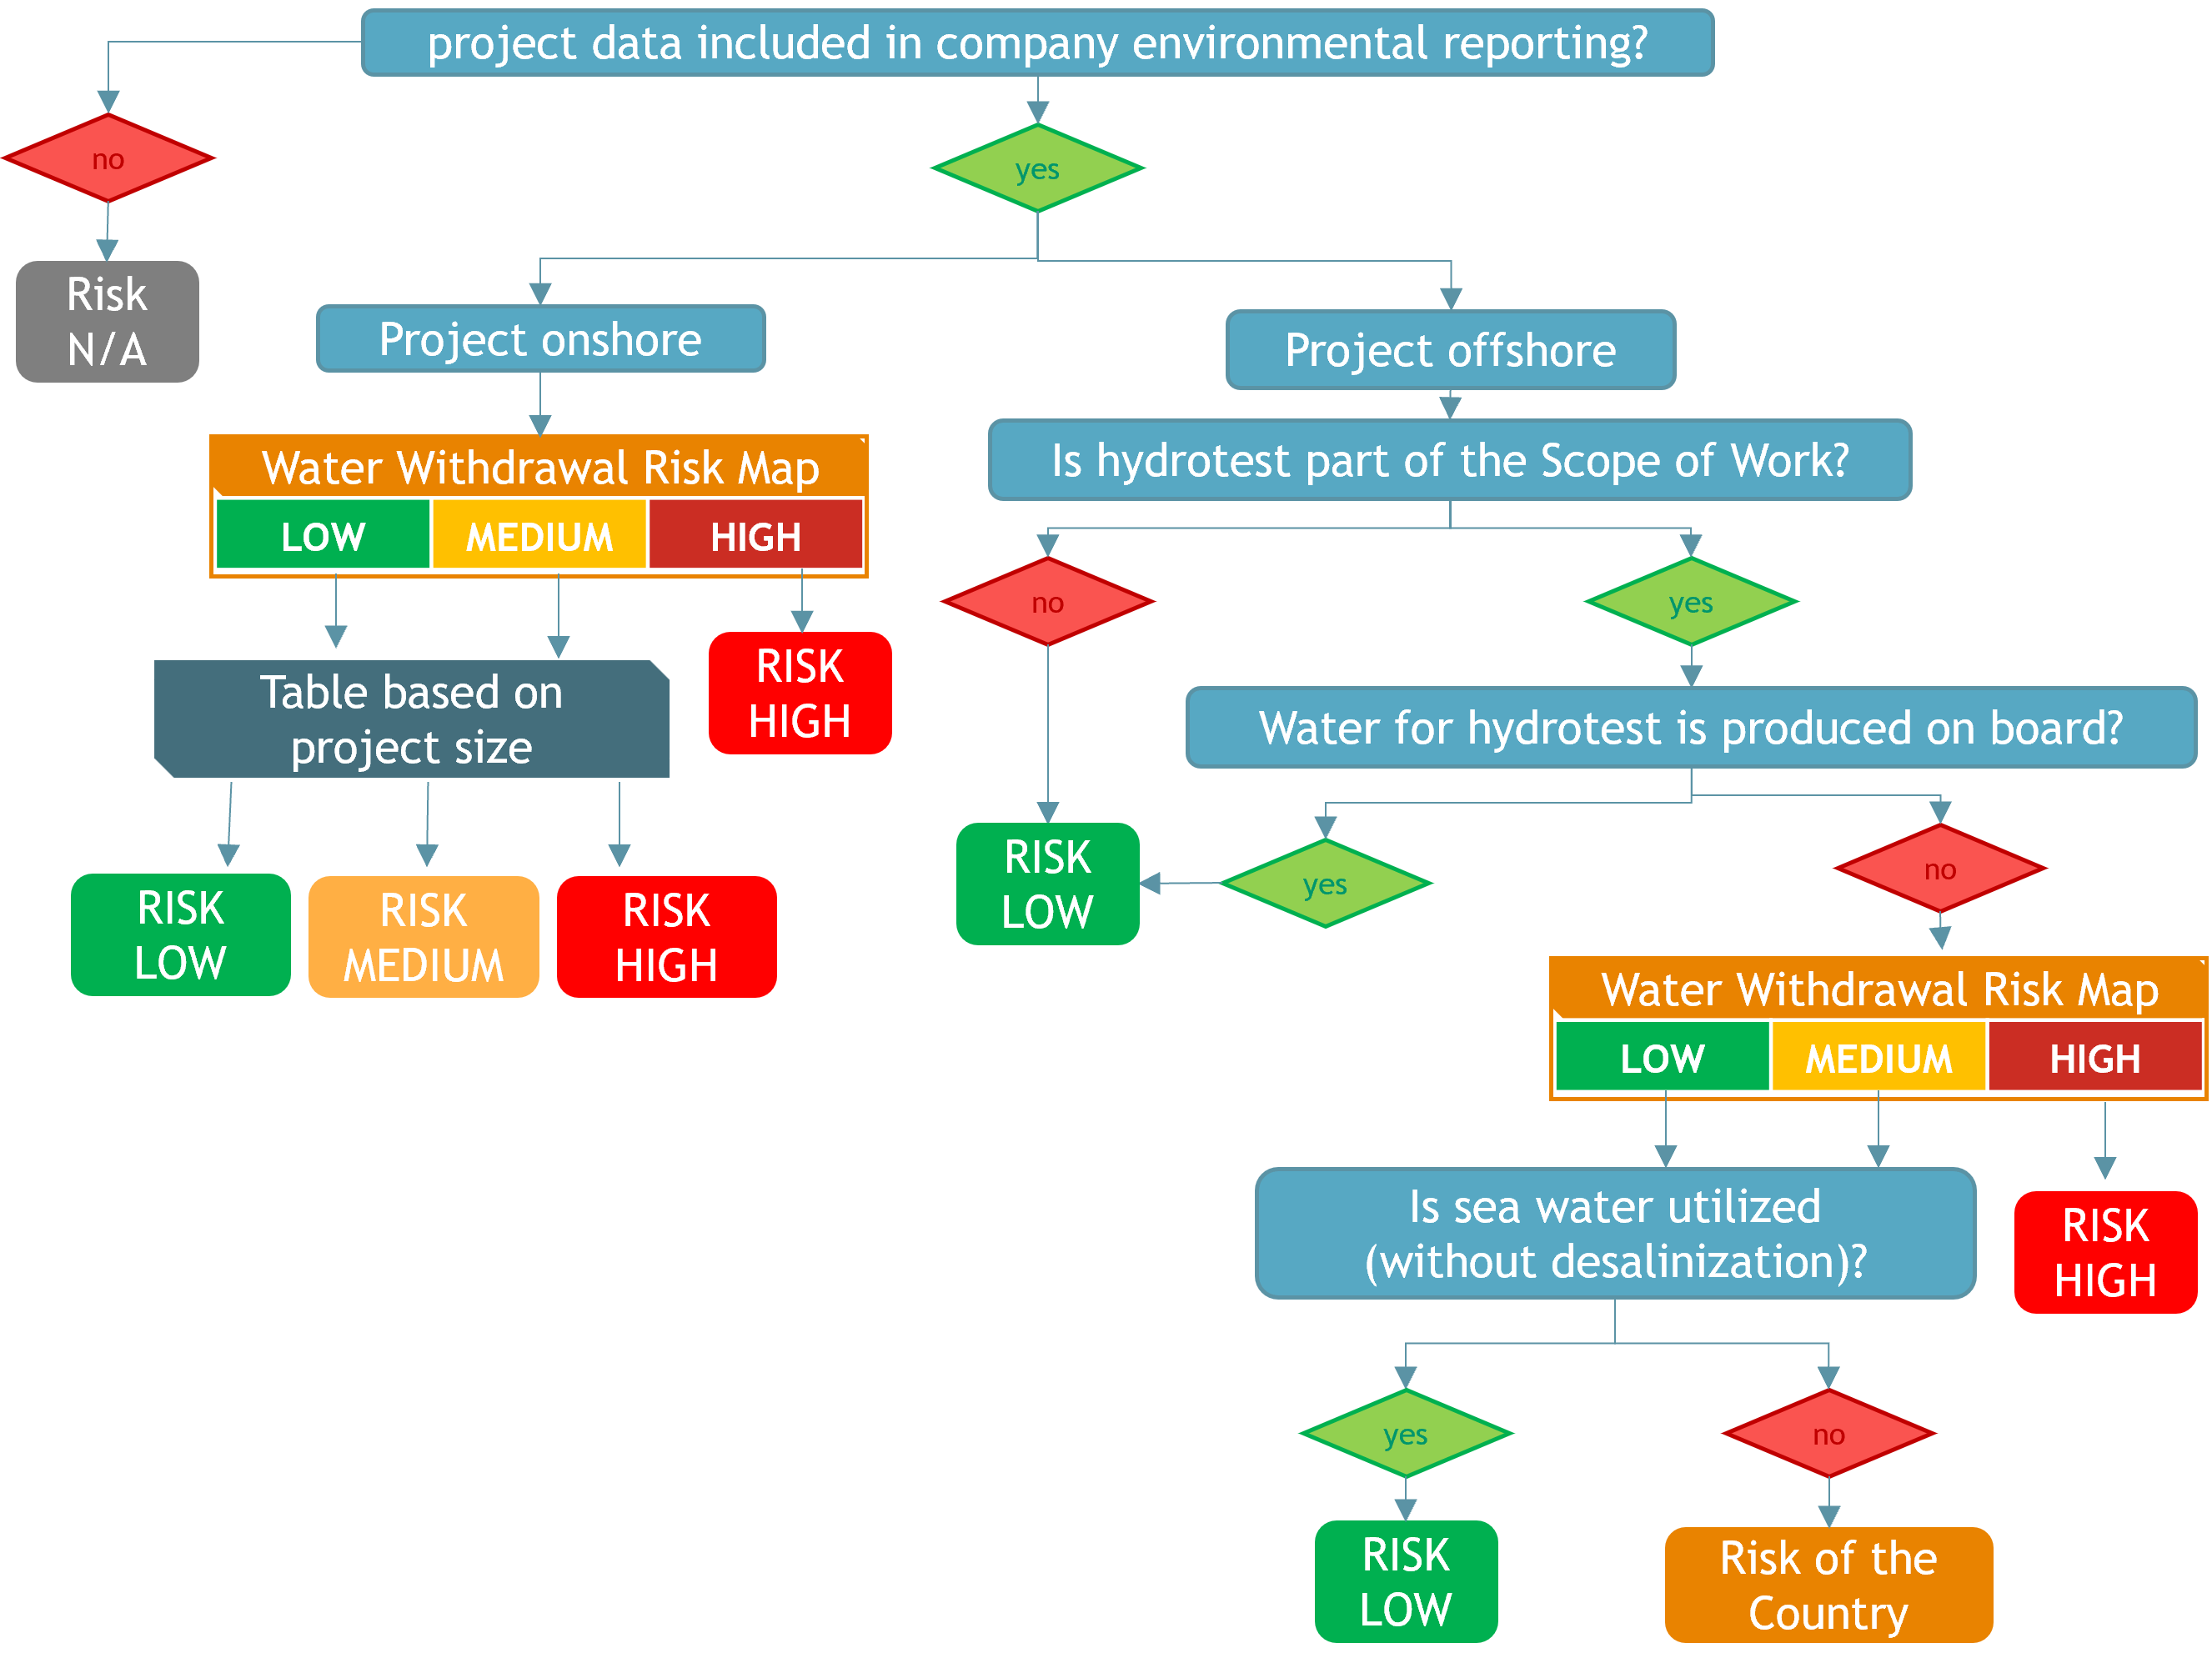 project data included in company environmental reporting?
no
yes
Risk
N/A
Project onshore
Project offshore
Water Withdrawal Risk Map
LOW
MEDIUM
HIGH
Is hydrotest part of the Scope of Work?
no
yes
RISK
HIGH
Table based on
project size
Water for hydrotest is produced on board?
RISK
LOW
RISK
MEDIUM
RISK
HIGH
RISK
LOW
yes
no
Water Withdrawal Risk Map
LOW
MEDIUM
HIGH
Is sea water utilized
(without desalinization)?
RISK
HIGH
yes
no
RISK
LOW
Risk of the
Country